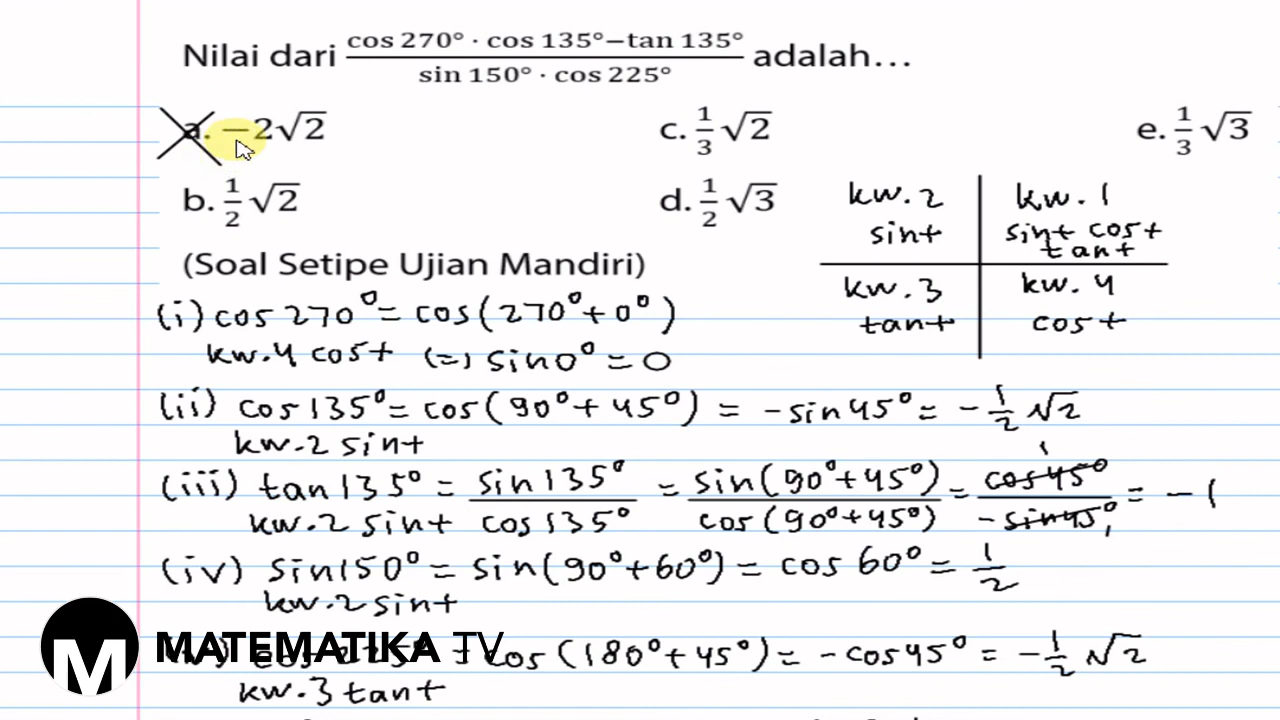 Nilai dari cos 270° · cos 135°−tan 135° / sin 150° · cos 225° adalah...
a. −2√2
c. 1/3 √2
e. 1/3 √3
b. 1/2 √2
d. 1/2 √3
kw. 2 kw. 1
sin+ sin+ cos+
tan+
kw. 3 kw. 4
tan+ cos+
(Soal Setipe Ujian Mandiri)
(i) cos 270° = cos(270° + 0°)
kw. 4 cos+ (=) sin 0° = 0
(ii) cos 135° = cos(90° + 45°) = -sin 45° = -1/2 √2
kw. 2 sin+
(iii) tan 135° = sin 135° / cos 135° = sin(90° + 45°) / cos(90° + 45°) = cos 45° 1 / -sin 45° 1 = -1
kw. 2 sin+
(iv) sin 150° = sin(90° + 60°) = cos 60° = 1/2
kw. 2 sin+
MATEMATIKA TV
cos 225° = cos(180° + 45°) = -cos 45° = -1/2 √2
kw. 3 tan+